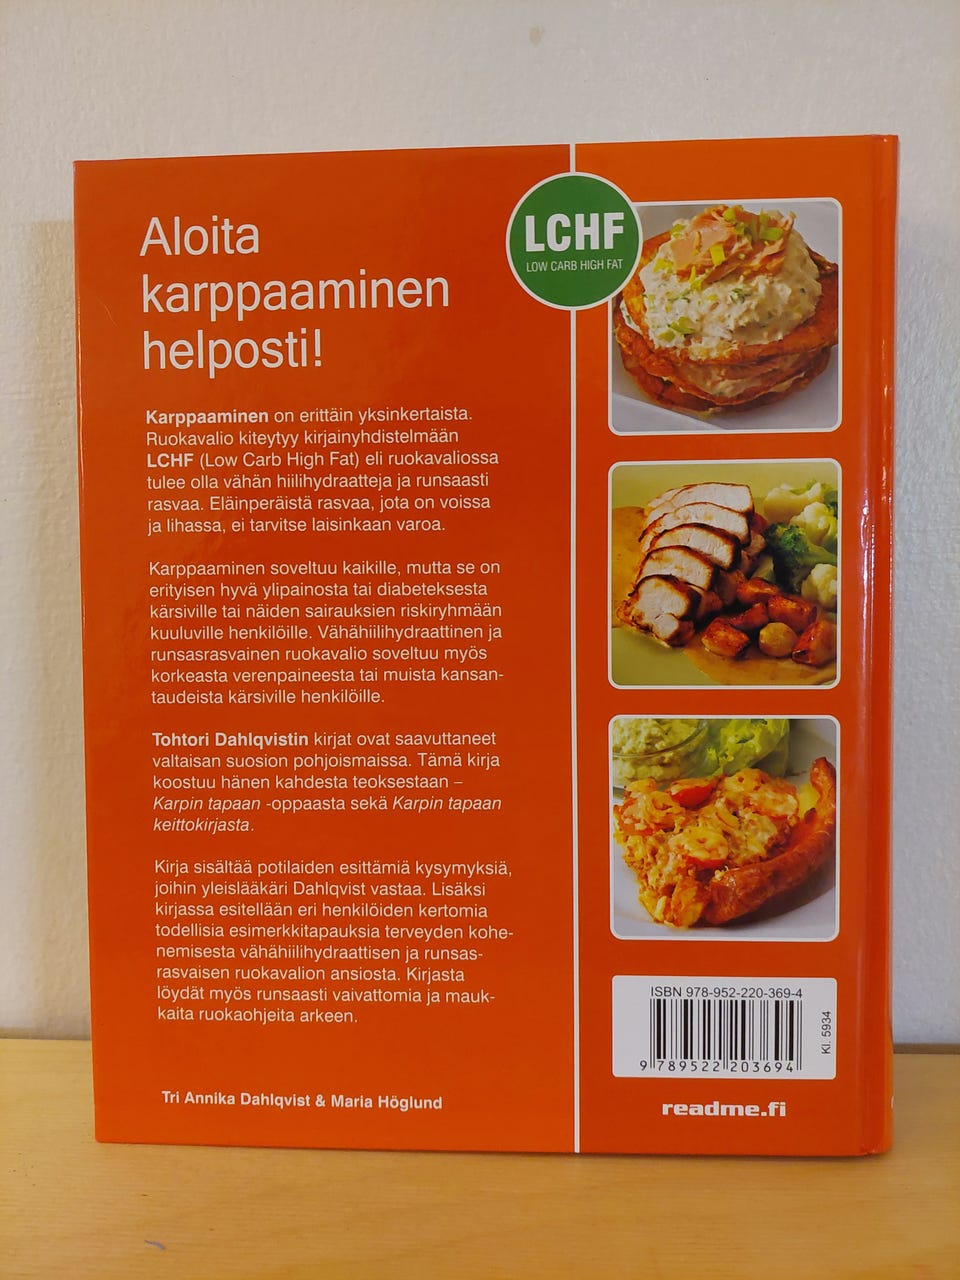 Aloita
karppaaminen
helposti!
Karppaaminen on erittäin yksinkertaista.
Ruokavalio kiteytyy kirjainyhdistelmään
LCHF (Low Carb High Fat) eli ruokavaliossa
tulee olla vähän hiilihydraatteja ja runsaasti
rasvaa. Eläinperäistä rasvaa, jota on voissa
ja lihassa, ei tarvitse laisinkaan varoa.
Karppaaminen soveltuu kaikille, mutta se on
erityisen hyvä ylipainosta tai diabeteksesta
kärsiville tai näiden sairauksien riskiryhmään
kuuluville henkilöille. Vähähiilihydraattinen ja
runsasrasvainen ruokavalio soveltuu myös
korkeasta verenpaineesta tai muista kansan-
taudeista kärsiville henkilöille.
Tohtori Dahlqvistin kirjat ovat saavuttaneet
valtaisan suosion pohjoismaissa. Tämä kirja
koostuu hänen kahdesta teoksestaan –
Karpin tapaan -oppaasta sekä Karpin tapaan
keittokirjasta.
Kirja sisältää potilaiden esittämiä kysymyksiä,
joihin yleislääkäri Dahlqvist vastaa. Lisäksi
kirjassa esitellään eri henkilöiden kertomia
todellisia esimerkkitapauksia terveyden kohe-
nemisesta vähähiilihydraattisen ja runsas-
rasvaisen ruokavalion ansiosta. Kirjasta
löydät myös runsaasti vaivattomia ja mauk-
kaita ruokaohjeita arkeen.
Tri Annika Dahlqvist & Maria Höglund
LCHF
LOW CARB HIGH FAT
ISBN 978-952-220-369-4
9 789522 203694
Kl. 5934
readme.fi